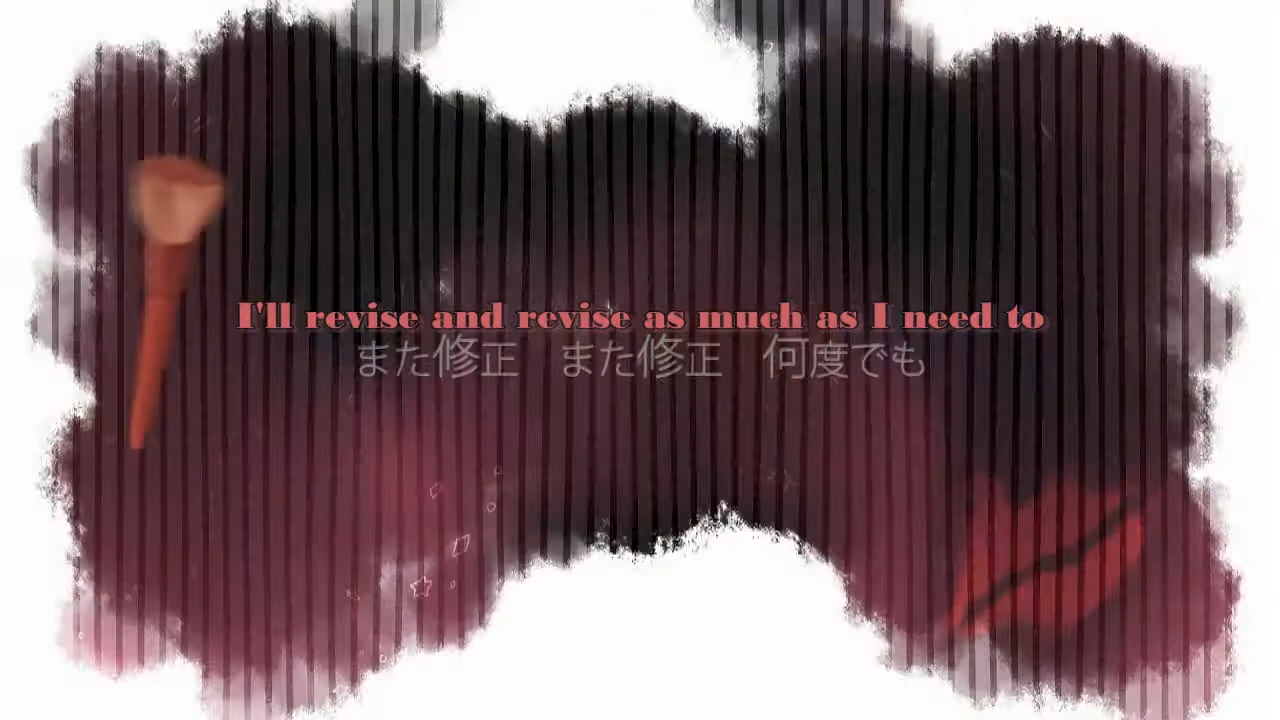 I'll revise and revise as much as I need to
また修正　また修正　何度でも